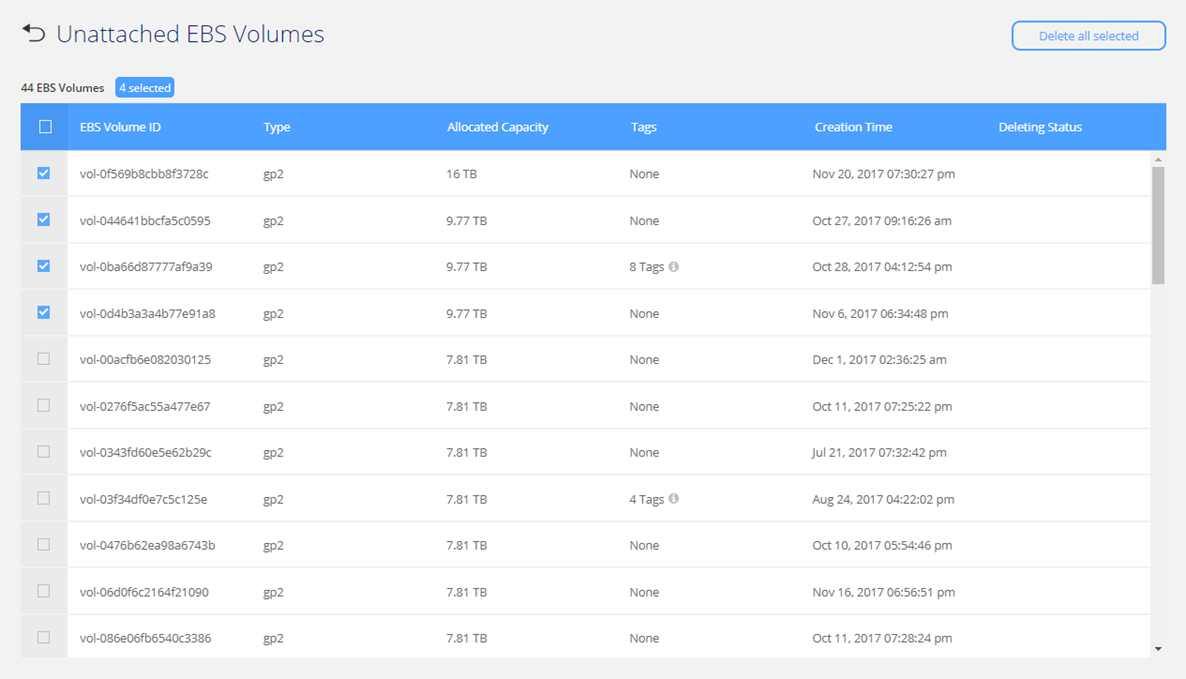 Unattached EBS Volumes
Delete all selected
44 EBS Volumes 4 selected
EBS Volume ID Type Allocated Capacity Tags Creation Time Deleting Status
vol-0f569b8cbb8f3728c gp2 16 TB None Nov 20, 2017 07:30:27 pm
vol-044641bbcfa5c0595 gp2 9.77 TB None Oct 27, 2017 09:16:26 am
vol-0ba66d87777af9a39 gp2 9.77 TB 8 Tags Oct 28, 2017 04:12:54 pm
vol-0d4b3a3a4b77e91a8 gp2 9.77 TB None Nov 6, 2017 06:34:48 pm
vol-00acfb6e082030125 gp2 7.81 TB None Dec 1, 2017 02:36:25 am
vol-0276f5ac55a477e67 gp2 7.81 TB None Oct 11, 2017 07:25:22 pm
vol-0343fd60e5e62b29c gp2 7.81 TB None Jul 21, 2017 07:32:42 pm
vol-03f34df0e7c5c125e gp2 7.81 TB 4 Tags Aug 24, 2017 04:22:02 pm
vol-0476b62ea98a6743b gp2 7.81 TB None Oct 10, 2017 05:54:46 pm
vol-06d0f6c2164f21090 gp2 7.81 TB None Nov 16, 2017 06:56:51 pm
vol-086e06fb6540c3386 gp2 7.81 TB None Oct 11, 2017 07:28:24 pm